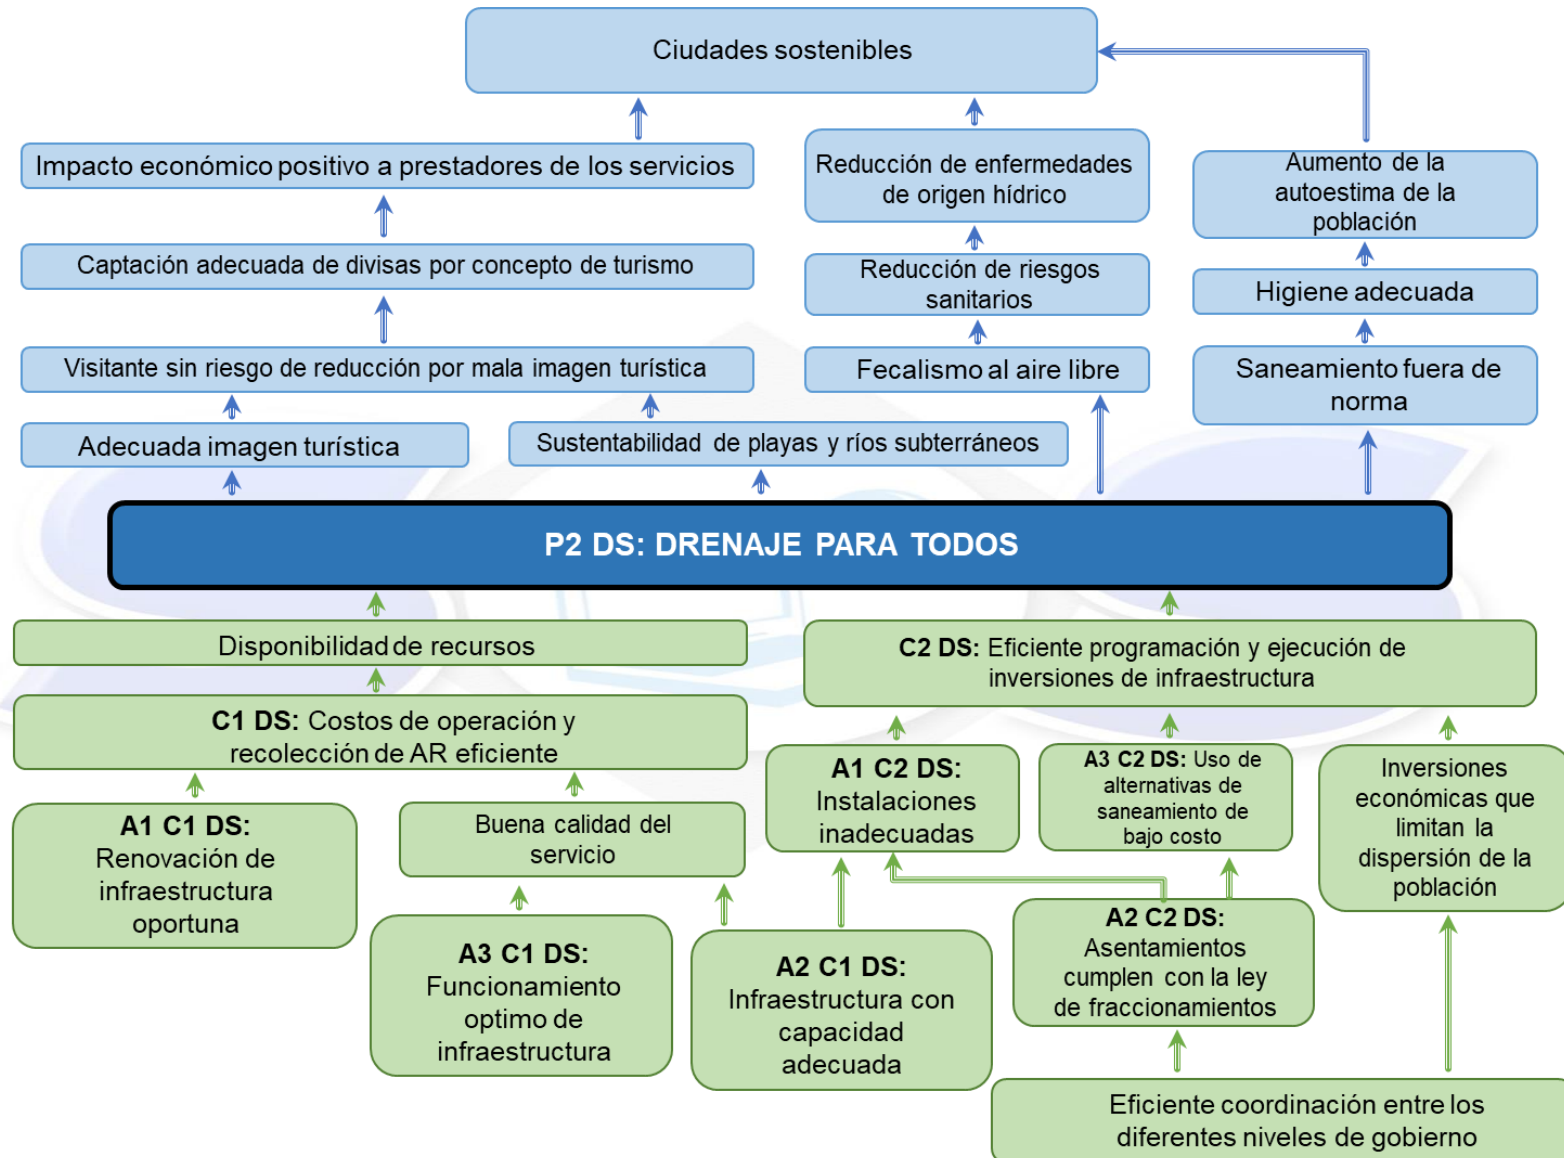 Ciudades sostenibles
Impacto económico positivo a prestadores de los servicios
Reducción de enfermedades
de origen hídrico
Aumento de la
autoestima de la
población
Captación adecuada de divisas por concepto de turismo
Reducción de riesgos
sanitarios
Higiene adecuada
Visitante sin riesgo de reducción por mala imagen turística
Fecalismo al aire libre
Saneamiento fuera de
norma
Adecuada imagen turística
Sustentabilidad de playas y ríos subterráneos
P2 DS: DRENAJE PARA TODOS
Disponibilidad de recursos
C2 DS: Eficiente programación y ejecución de
inversiones de infraestructura
C1 DS: Costos de operación y
recolección de AR eficiente
A1 C2 DS:
Instalaciones
inadecuadas
A3 C2 DS: Uso de
alternativas de
saneamiento de
bajo costo
Inversiones
económicas que
limitan la
dispersión de la
población
A1 C1 DS:
Renovación de
infraestructura
oportuna
Buena calidad del
servicio
A3 C1 DS:
Funcionamiento
optimo de
infraestructura
A2 C1 DS:
Infraestructura con
capacidad
adecuada
A2 C2 DS:
Asentamientos
cumplen con la ley
de fraccionamientos
Eficiente coordinación entre los
diferentes niveles de gobierno